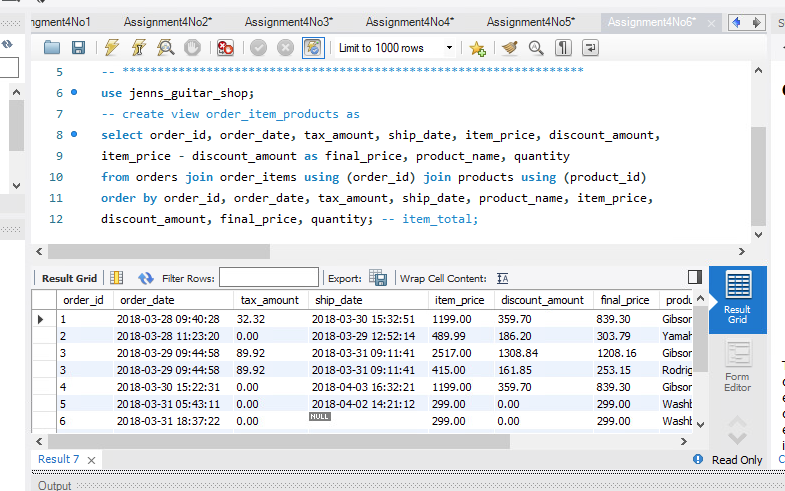 ngmentNo1 Assignment4No2* Assignment4No3* Assignment4No4* Assignment4No5* Assignment4No6*
Limit to 1000 rows
5 -- ******************************************************************
6 use jenns_guitar_shop;
7 -- create view order_item_products as
8 select order_id, order_date, tax_amount, ship_date, item_price, discount_amount,
9 item_price - discount_amount as final_price, product_name, quantity
10 from orders join order_items using (order_id) join products using (product_id)
11 order by order_id, order_date, tax_amount, ship_date, product_name, item_price,
12 discount_amount, final_price, quantity; -- item_total;
Result Grid Filter Rows: Export: Wrap Cell Content: IA
order_id order_date tax_amount ship_date item_price discount_amount final_price produ
1 2018-03-28 09:40:28 32.32 2018-03-30 15:32:51 1199.00 359.70 839.30 Gibson
2 2018-03-28 11:23:20 0.00 2018-03-29 12:52:14 489.99 186.20 303.79 Yamah
3 2018-03-29 09:44:58 89.92 2018-03-31 09:11:41 2517.00 1308.84 1208.16 Gibson
3 2018-03-29 09:44:58 89.92 2018-03-31 09:11:41 415.00 161.85 253.15 Rodrig
4 2018-03-30 15:22:31 0.00 2018-04-03 16:32:21 1199.00 359.70 839.30 Gibson
5 2018-03-31 05:43:11 0.00 2018-04-02 14:21:12 299.00 0.00 299.00 Washb
6 2018-03-31 18:37:22 0.00 NULL 299.00 0.00 299.00 Washb
Result
Grid
Form
Editor
Result 7
Read Only
Output